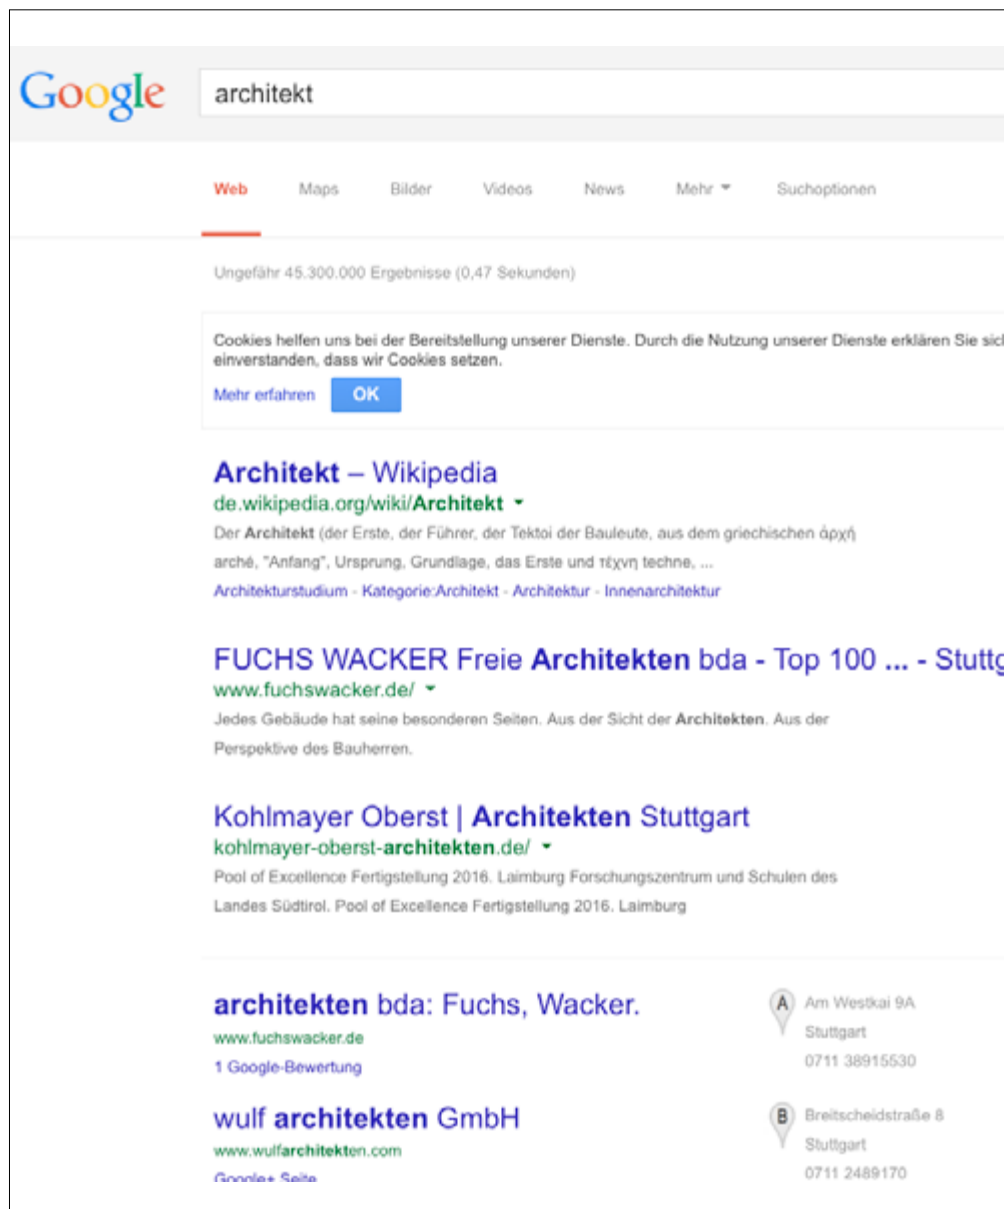 Google
architekt
Web Maps Bilder Videos News Mehr Suchoptionen
Ungefähr 45.300.000 Ergebnisse (0,47 Sekunden)
Cookies helfen uns bei der Bereitstellung unserer Dienste. Durch die Nutzung unserer Dienste erklären Sie sich
einverstanden, dass wir Cookies setzen.
Mehr erfahren OK
Architekt – Wikipedia
de.wikipedia.org/wiki/Architekt
Der Architekt (der Erste, der Führer, der Tektoi der Bauleute, aus dem griechischen ἀρχή
arché, "Anfang", Ursprung, Grundlage, das Erste und τέχνη techne, ...
Architekturstudium - Kategorie:Architekt - Architektur - Innenarchitektur
FUCHS WACKER Freie Architekten bda - Top 100 ... - Stuttg
www.fuchswacker.de/
Jedes Gebäude hat seine besonderen Seiten. Aus der Sicht der Architekten. Aus der
Perspektive des Bauherren.
Kohlmayer Oberst | Architekten Stuttgart
kohlmayer-oberst-architekten.de/
Pool of Excellence Fertigstellung 2016. Laimburg Forschungszentrum und Schulen des
Landes Südtirol. Pool of Excellence Fertigstellung 2016. Laimburg
architekten bda: Fuchs, Wacker.
www.fuchswacker.de
1 Google-Bewertung
A Am Westkai 9A
Stuttgart
0711 38915530
wulf architekten GmbH
www.wulfarchitekten.com
Google+ Seite
B Breitscheidstraße 8
Stuttgart
0711 2489170